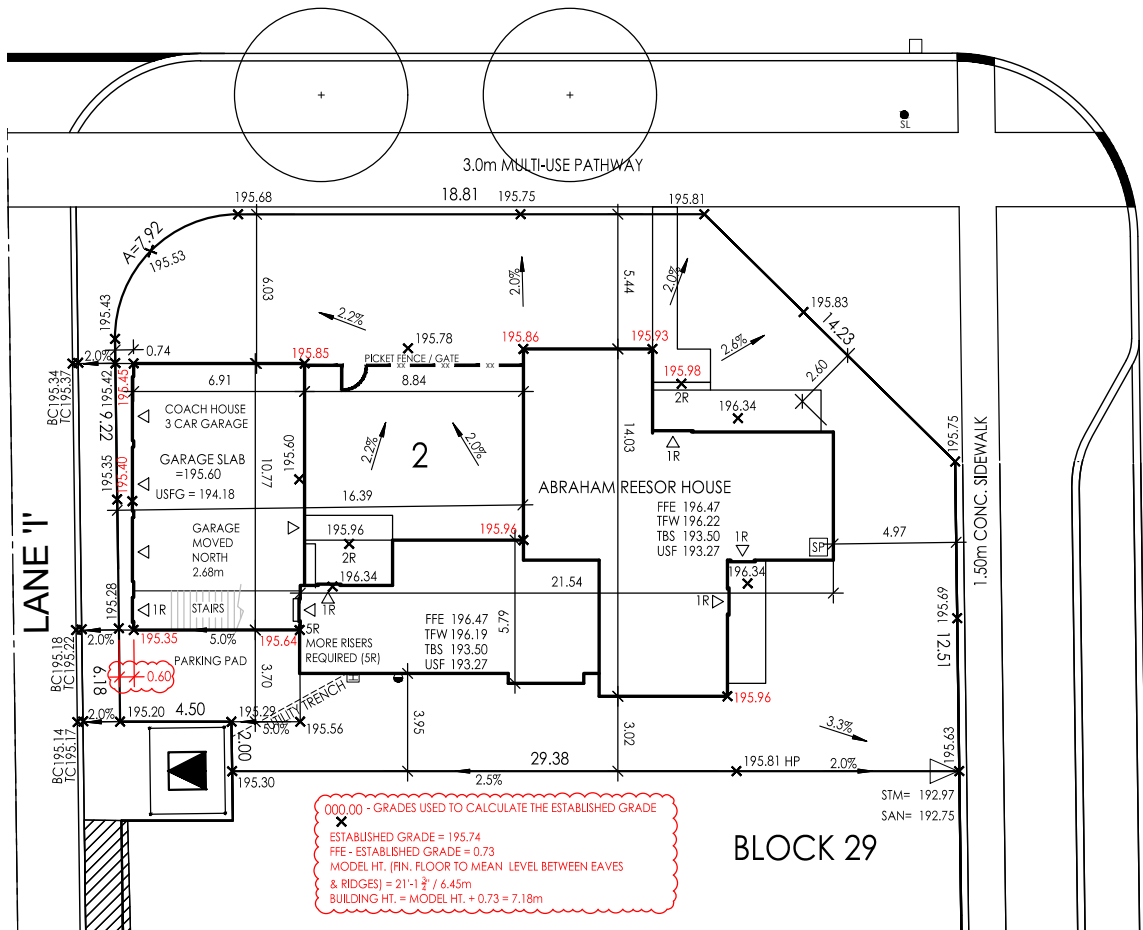 SL
3.0m MULTI-USE PATHWAY
195.68
18.81
195.75
195.81
A=7.92
195.53
6.03
2.0%
5.44
2.0%
195.83
14.23
195.43
2.2%
2.6%
2.60
195.78
195.86
195.93
2.0%
0.74
195.85
PICKET FENCE / GATE
xx
xx
xx
BC195.34
TC195.37
195.42
195.45
6.91
8.84
195.98
2R
9.22
COACH HOUSE
3 CAR GARAGE
196.34
195.75
14.03
1R
195.60
2.2%
2.0%
2
195.35
195.40
GARAGE SLAB
=195.60
USFG = 194.18
10.77
16.39
ABRAHAM REESOR HOUSE
FFE 196.47
TFW 196.22
TBS 193.50
USF 193.27
1.50m CONC. SIDEWALK
LANE 'I'
GARAGE
MOVED
NORTH
2.68m
195.96
2R
195.96
1R
SP
4.97
196.34
196.34
21.54
195.28
1R
STAIRS
1R
1R
195.69
5R
MORE RISERS
REQUIRED (5R)
FFE 196.47
TFW 196.19
TBS 193.50
USF 193.27
5.79
12.51
2.0%
195.35
5.0%
195.64
BC195.18
TC195.22
PARKING PAD
6.18
0.60
3.70
UTILITY TRENCH
195.96
2.0%
195.20
4.50
195.29
5.0%
195.56
3.95
3.02
3.3%
195.63
BC195.14
TC195.17
2.00
195.30
2.5%
29.38
195.81 HP
2.0%
STM= 192.97
SAN= 192.75
000.00 - GRADES USED TO CALCULATE THE ESTABLISHED GRADE
ESTABLISHED GRADE = 195.74
FFE - ESTABLISHED GRADE = 0.73
MODEL HT. (FIN. FLOOR TO MEAN LEVEL BETWEEN EAVES
& RIDGES) = 21'-1 3/4" / 6.45m
BUILDING HT. = MODEL HT. + 0.73 = 7.18m
BLOCK 29